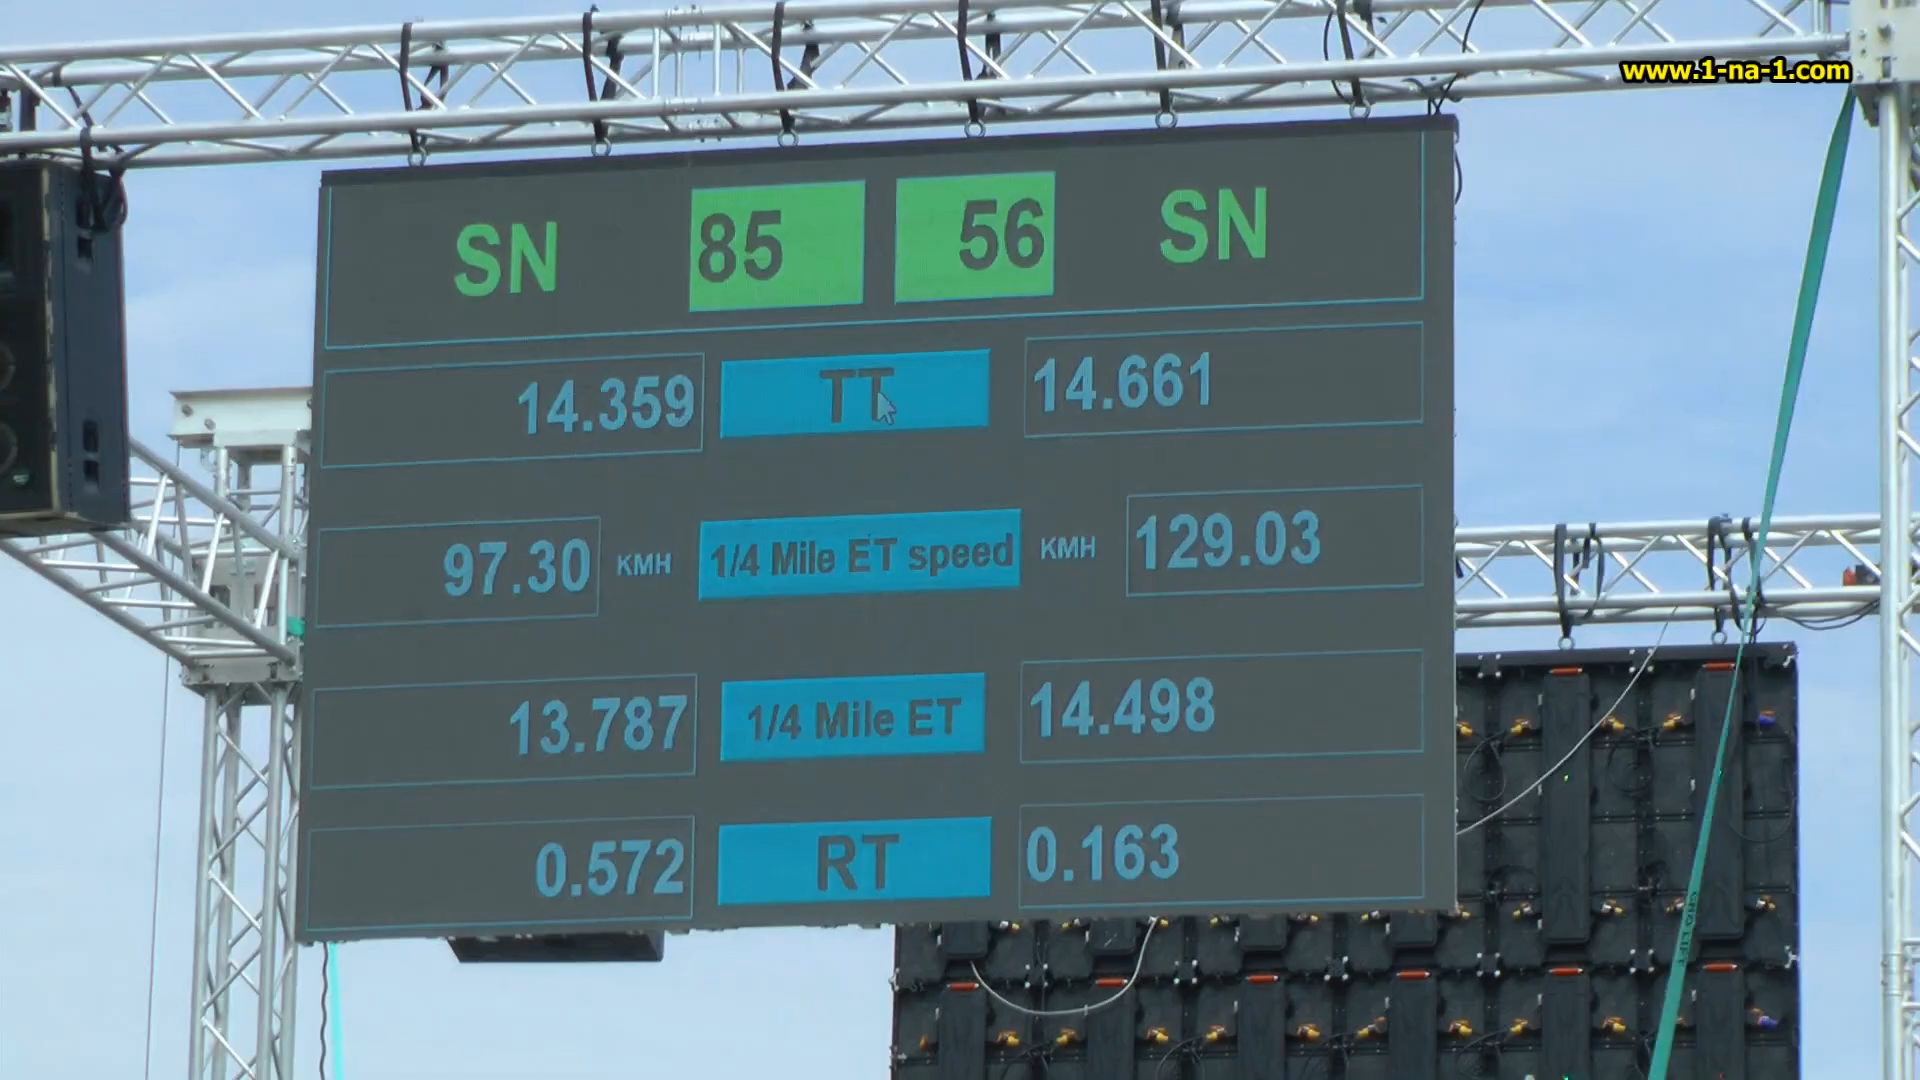 www.1-na-1.com
SN 85 56 SN
14.359 TT 14.661
97.30 KMH 1/4 Mile ET speed KMH 129.03
13.787 1/4 Mile ET 14.498
0.572 RT 0.163